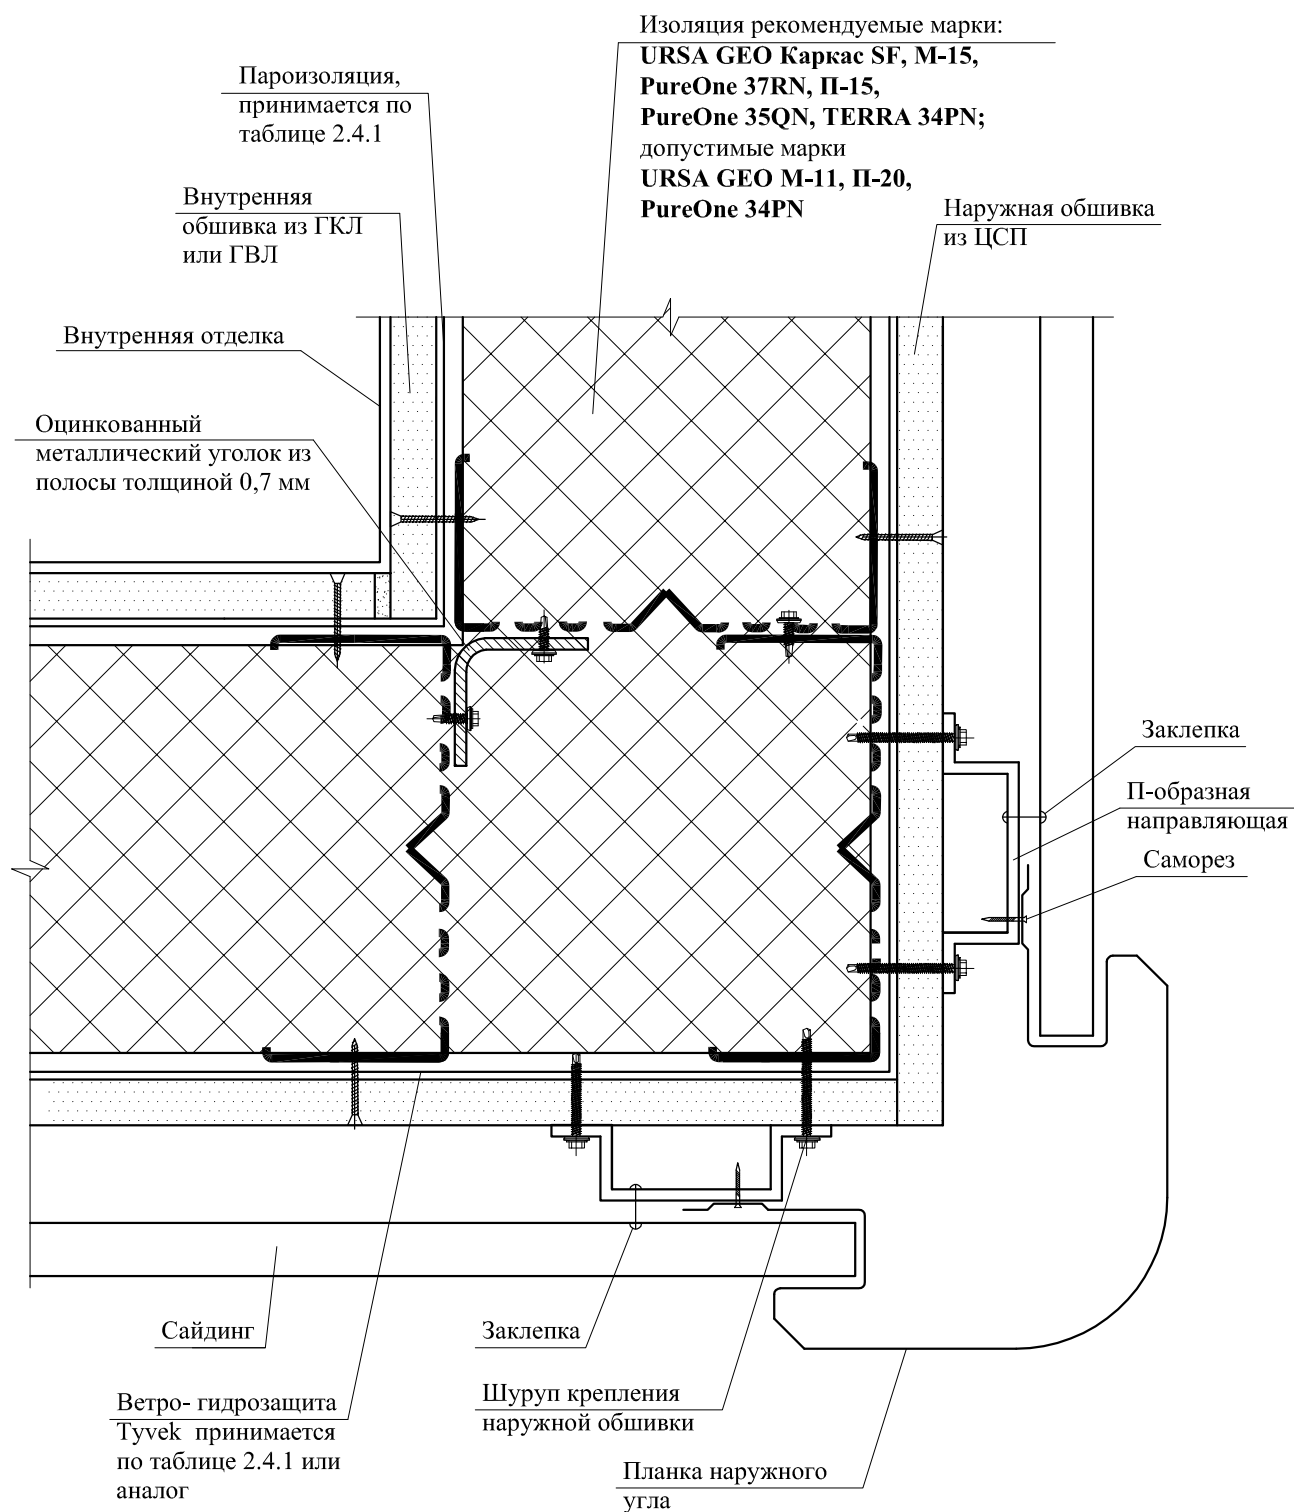 Изоляция рекомендуемые марки:
URSA GEO Каркас SF, М-15,
PureOne 37RN, П-15,
PureOne 35QN, TERRA 34PN;
допустимые марки
URSA GEO М-11, П-20,
PureOne 34PN
Пароизоляция,
принимается по
таблице 2.4.1
Внутренняя
обшивка из ГКЛ
или ГВЛ
Наружная обшивка
из ЦСП
Внутренняя отделка
Оцинкованный
металлический уголок из
полосы толщиной 0,7 мм
Заклепка
П-образная
направляющая
Саморез
Сайдинг
Заклепка
Ветро- гидрозащита
Tyvek принимается
по таблице 2.4.1 или
аналог
Шуруп крепления
наружной обшивки
Планка наружного
угла